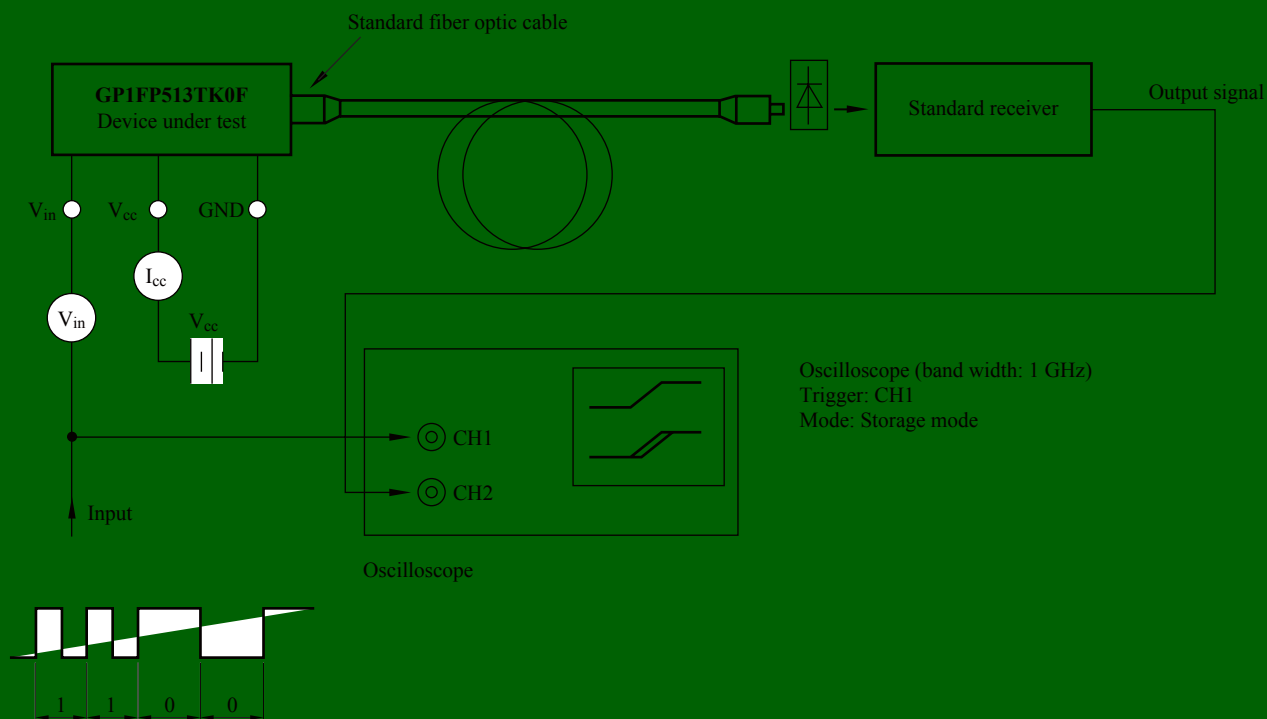 Standard fiber optic cable
GP1FP513TK0F
Device under test
Standard receiver
Output signal
Vin
Vcc
GND
Icc
Vin
Vcc
Oscilloscope (band width: 1 GHz)
Trigger: CH1
Mode: Storage mode
CH1
CH2
Input
Oscilloscope
1 1 0 0